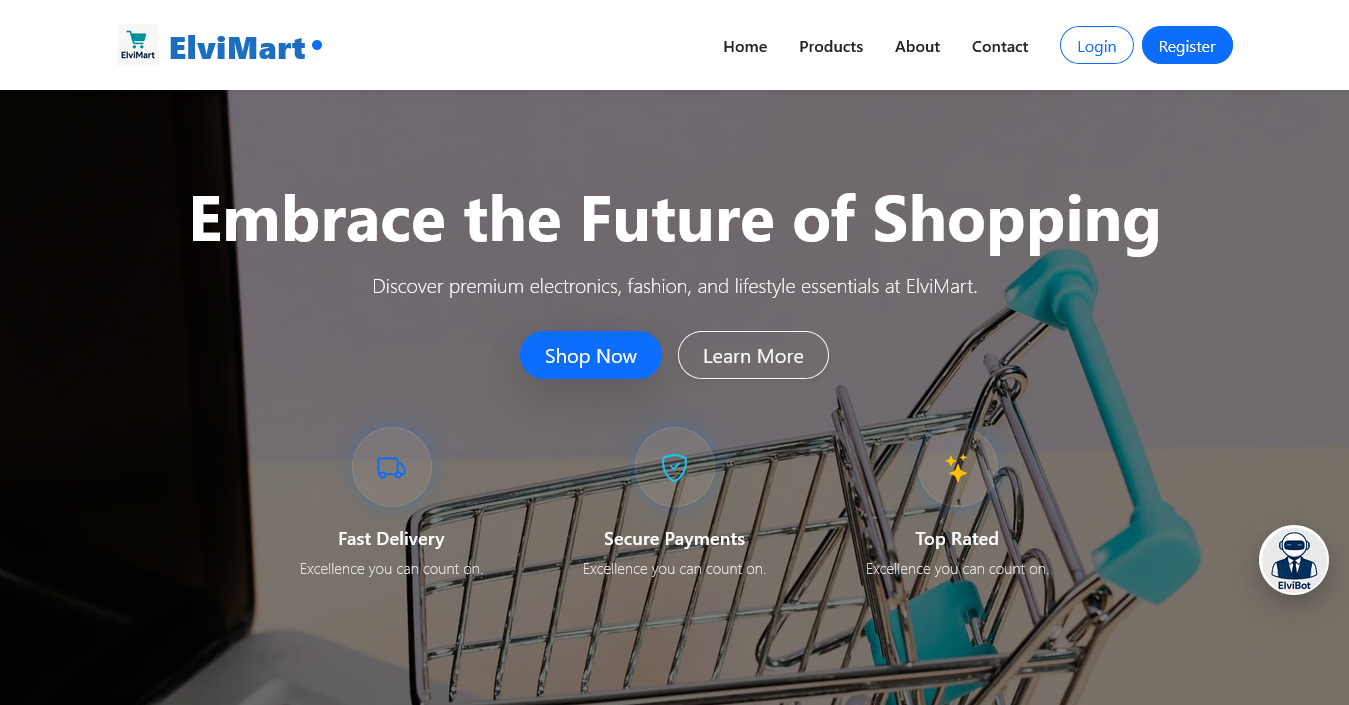 ElviMart
ElviMart
Home Products About Contact Login Register
Embrace the Future of Shopping
Discover premium electronics, fashion, and lifestyle essentials at ElviMart.
Shop Now Learn More
Fast Delivery Secure Payments Top Rated
Excellence you can count on. Excellence you can count on. Excellence you can count on.
ElviBot